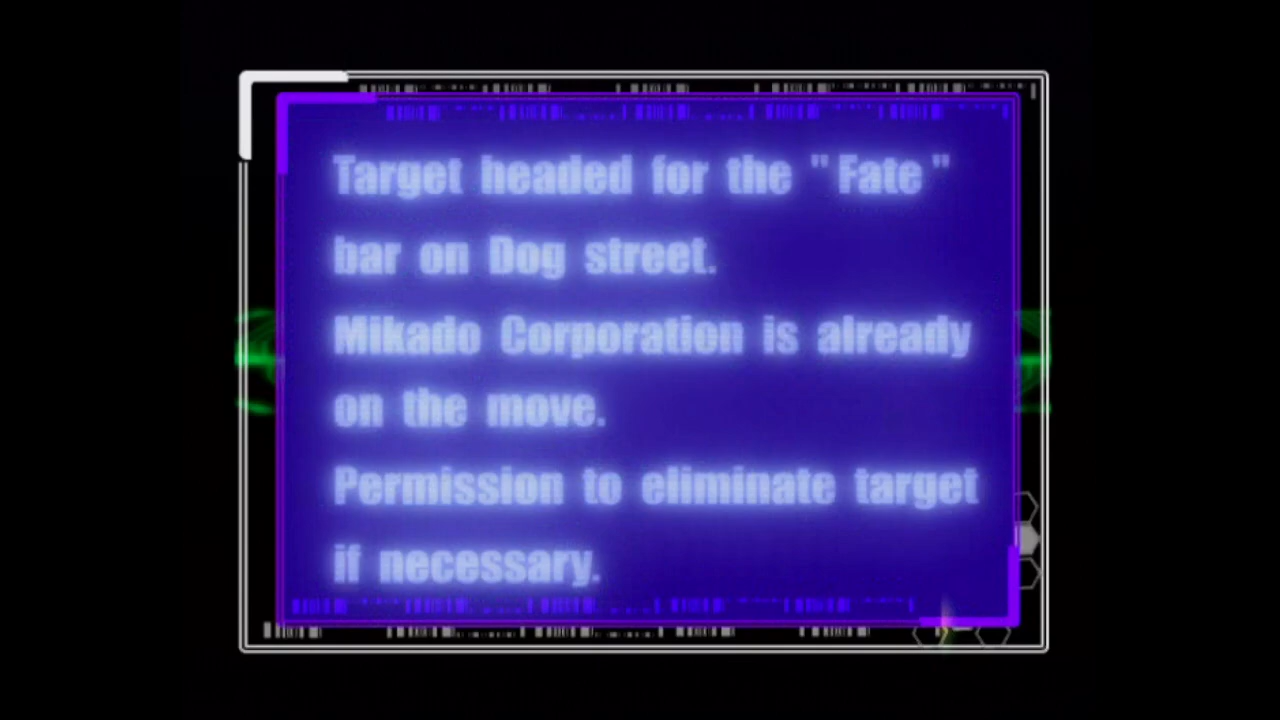 Target headed for the "Fate"
bar on Dog street.
Mikado Corporation is already
on the move.
Permission to eliminate target
if necessary.